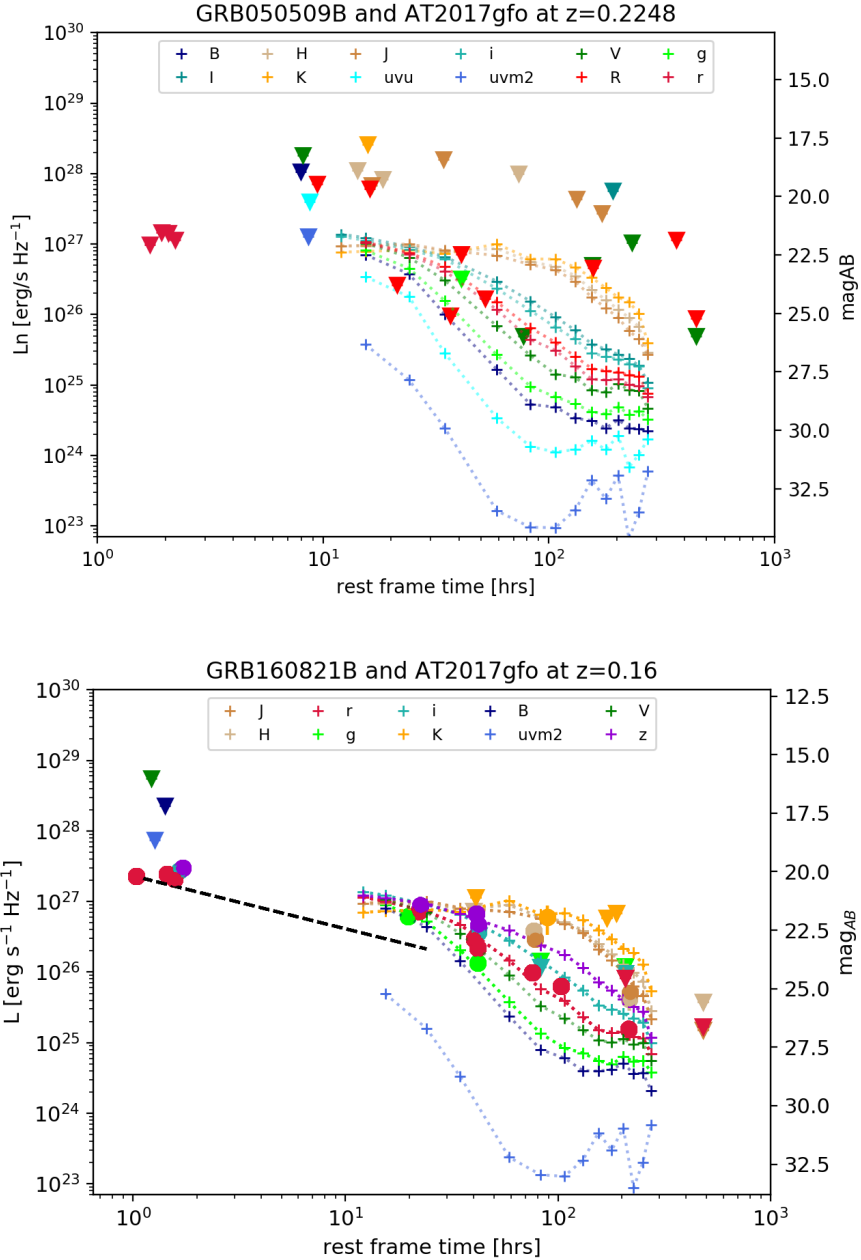 GRB050509B and AT2017gfo at z=0.2248
B H J i V g
I K uvu uvm2 R r
10^30
10^29
10^28
10^27
10^26
10^25
10^24
10^23
Ln [erg/s Hz^−1]
15.0
17.5
20.0
22.5
25.0
27.5
30.0
32.5
magAB
10^0 10^1 10^2 10^3
rest frame time [hrs]
GRB160821B and AT2017gfo at z=0.16
J r i B V
H g K uvm2 z
10^30
10^29
10^28
10^27
10^26
10^25
10^24
10^23
L [erg s^−1 Hz^−1]
12.5
15.0
17.5
20.0
22.5
25.0
27.5
30.0
32.5
mag_AB
10^0 10^1 10^2 10^3
rest frame time [hrs]